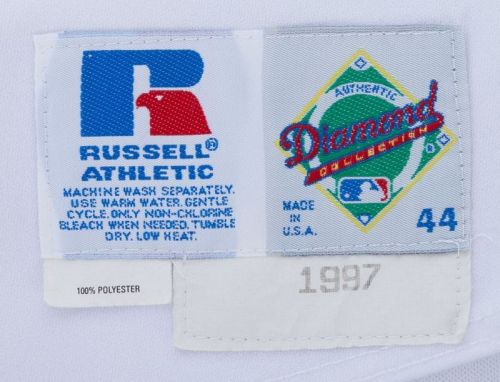 RUSSELL®
ATHLETIC
MACHINE WASH SEPARATELY.
USE WARM WATER. GENTLE
CYCLE. ONLY NON-CHLORINE
BLEACH WHEN NEEDED. TUMBLE
DRY. LOW HEAT.
AUTHENTIC
Diamond
COLLECTION
MADE
IN
U.S.A.
44
100% POLYESTER
1997